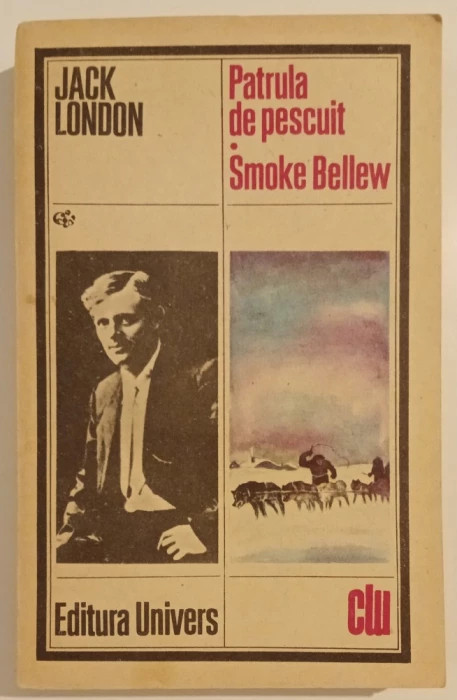 JACK
LONDON
Patrula
de pescuit
•
Smoke Bellew
Editura Univers
clu